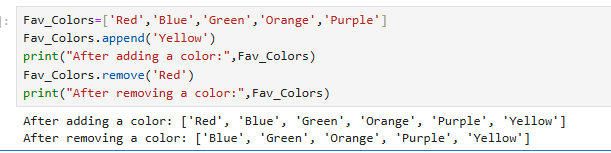 ]:
Fav_Colors=['Red','Blue','Green','Orange','Purple']
Fav_Colors.append('Yellow')
print("After adding a color:",Fav_Colors)
Fav_Colors.remove('Red')
print("After removing a color:",Fav_Colors)
After adding a color: ['Red', 'Blue', 'Green', 'Orange', 'Purple', 'Yellow']
After removing a color: ['Blue', 'Green', 'Orange', 'Purple', 'Yellow']